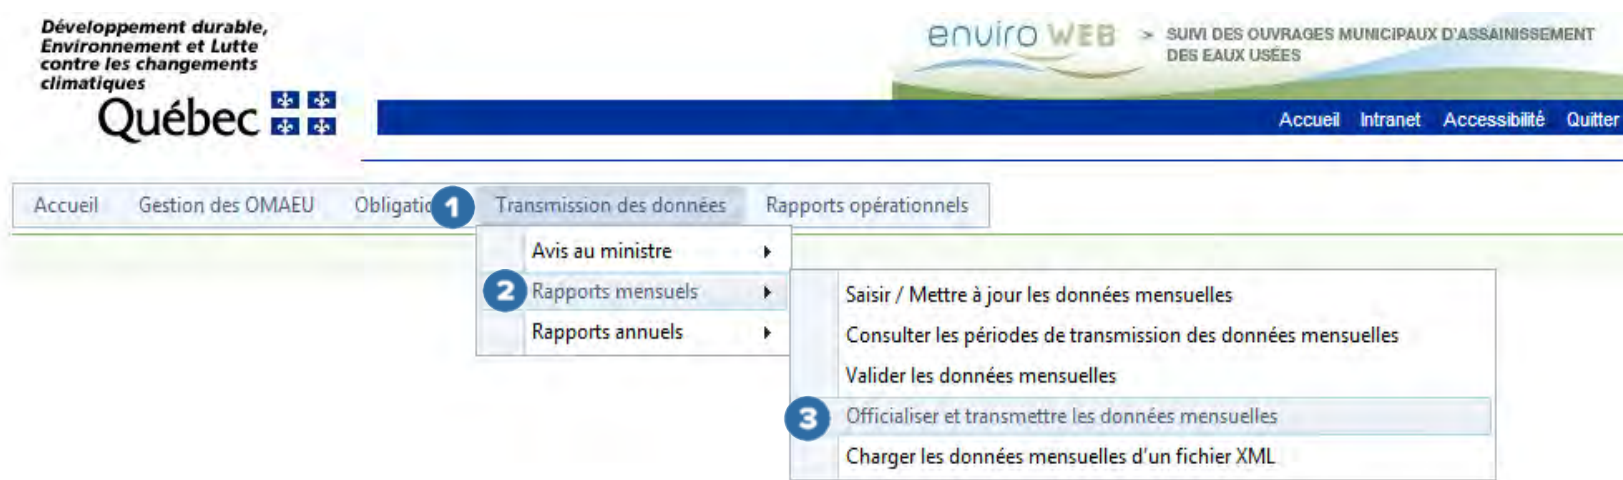 Développement durable,
Environnement et Lutte
contre les changements
climatiques
Québec
enviro WEB
> SUIVI DES OUVRAGES MUNICIPAUX D'ASSAINISSEMENT
DES EAUX USÉES
Accueil Intranet Accessibilité Quitter
Accueil Gestion des OMAEU Obligatio 1 Transmission des données Rapports opérationnels
Avis au ministre
2 Rapports mensuels
Rapports annuels
Saisir / Mettre à jour les données mensuelles
Consulter les périodes de transmission des données mensuelles
Valider les données mensuelles
3 Officialiser et transmettre les données mensuelles
Charger les données mensuelles d'un fichier XML